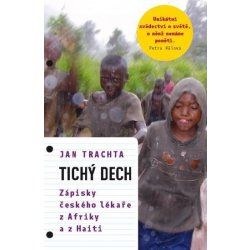 Unikátní
svědectví o světě,
o němž nemáme
ponětí.
Petra Hůlová
JAN TRACHTA
TICHÝ DECH
Zápisky
českého lékaře
z Afriky
a z Haiti